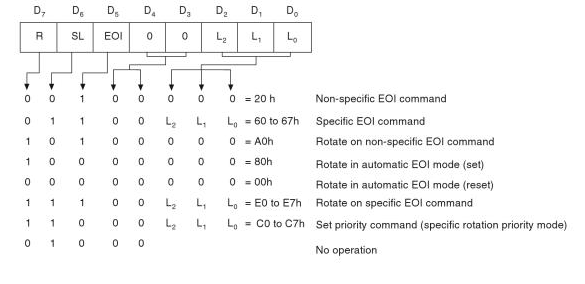 D₇ D₆ D₅ D₄ D₃ D₂ D₁ D₀
R SL EOI 0 0 L₂ L₁ L₀
0 0 1 0 0 0 0 0 = 20 h Non-specific EOI command
0 1 1 0 0 L₂ L₁ L₀ = 60 to 67h Specific EOI command
1 0 1 0 0 0 0 0 = A0h Rotate on non-specific EOI command
1 0 0 0 0 0 0 0 = 80h Rotate in automatic EOI mode (set)
0 0 0 0 0 0 0 0 = 00h Rotate in automatic EOI mode (reset)
1 1 1 0 0 L₂ L₁ L₀ = E0 to E7h Rotate on specific EOI command
1 1 0 0 0 L₂ L₁ L₀ = C0 to C7h Set priority command (specific rotation priority mode)
0 1 0 0 0 No operation